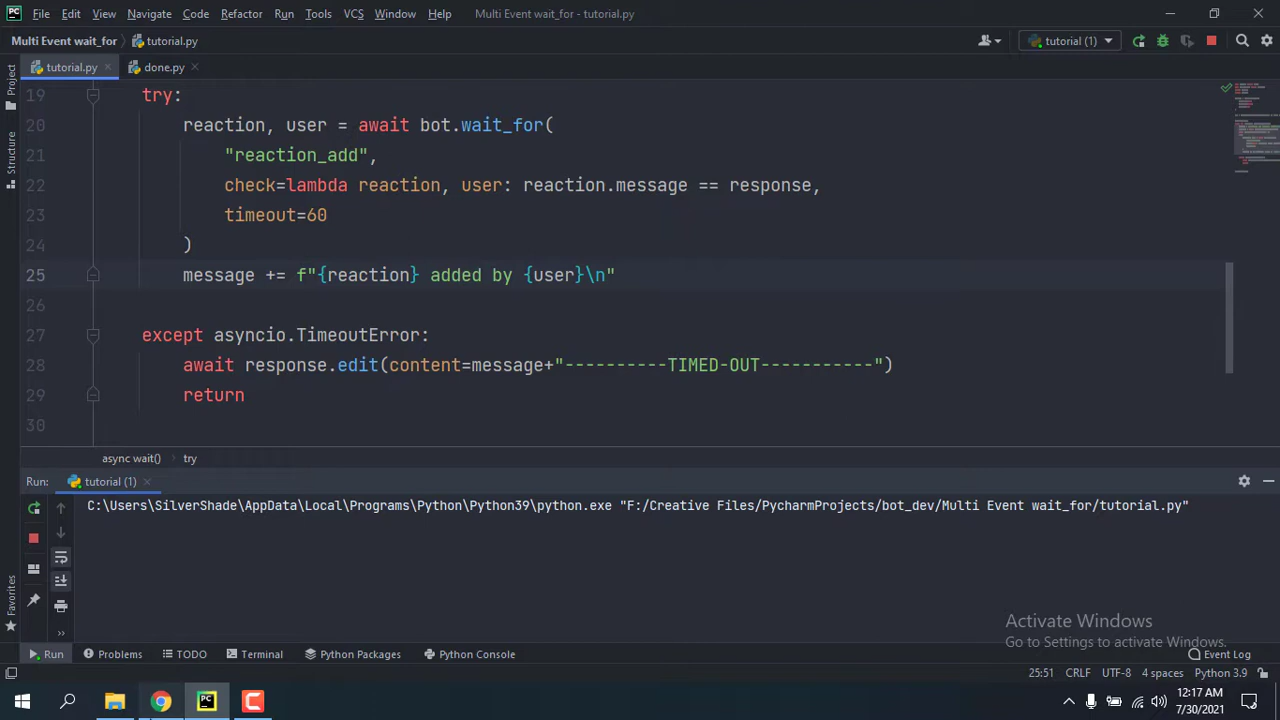 File Edit View Navigate Code Refactor Run Tools VCS Window Help Multi Event wait_for - tutorial.py
Multi Event wait_for tutorial.py tutorial (1)
tutorial.py done.py
Project
Structure
Favorites
19 try:
20 reaction, user = await bot.wait_for(
21 "reaction_add",
22 check=lambda reaction, user: reaction.message == response,
23 timeout=60
24 )
25 message += f"{reaction} added by {user}\n"
26
27 except asyncio.TimeoutError:
28 await response.edit(content=message+"----------TIMED-OUT-----------")
29 return
30
async wait() try
Run: tutorial (1)
C:\Users\SilverShade\AppData\Local\Programs\Python\Python39\python.exe "F:/Creative Files/PycharmProjects/bot_dev/Multi Event wait_for/tutorial.py"
Activate Windows
Go to Settings to activate Windows.
Run Problems TODO Terminal Python Packages Python Console Event Log
25:51 CRLF UTF-8 4 spaces Python 3.9
PC
12:17 AM
7/30/2021